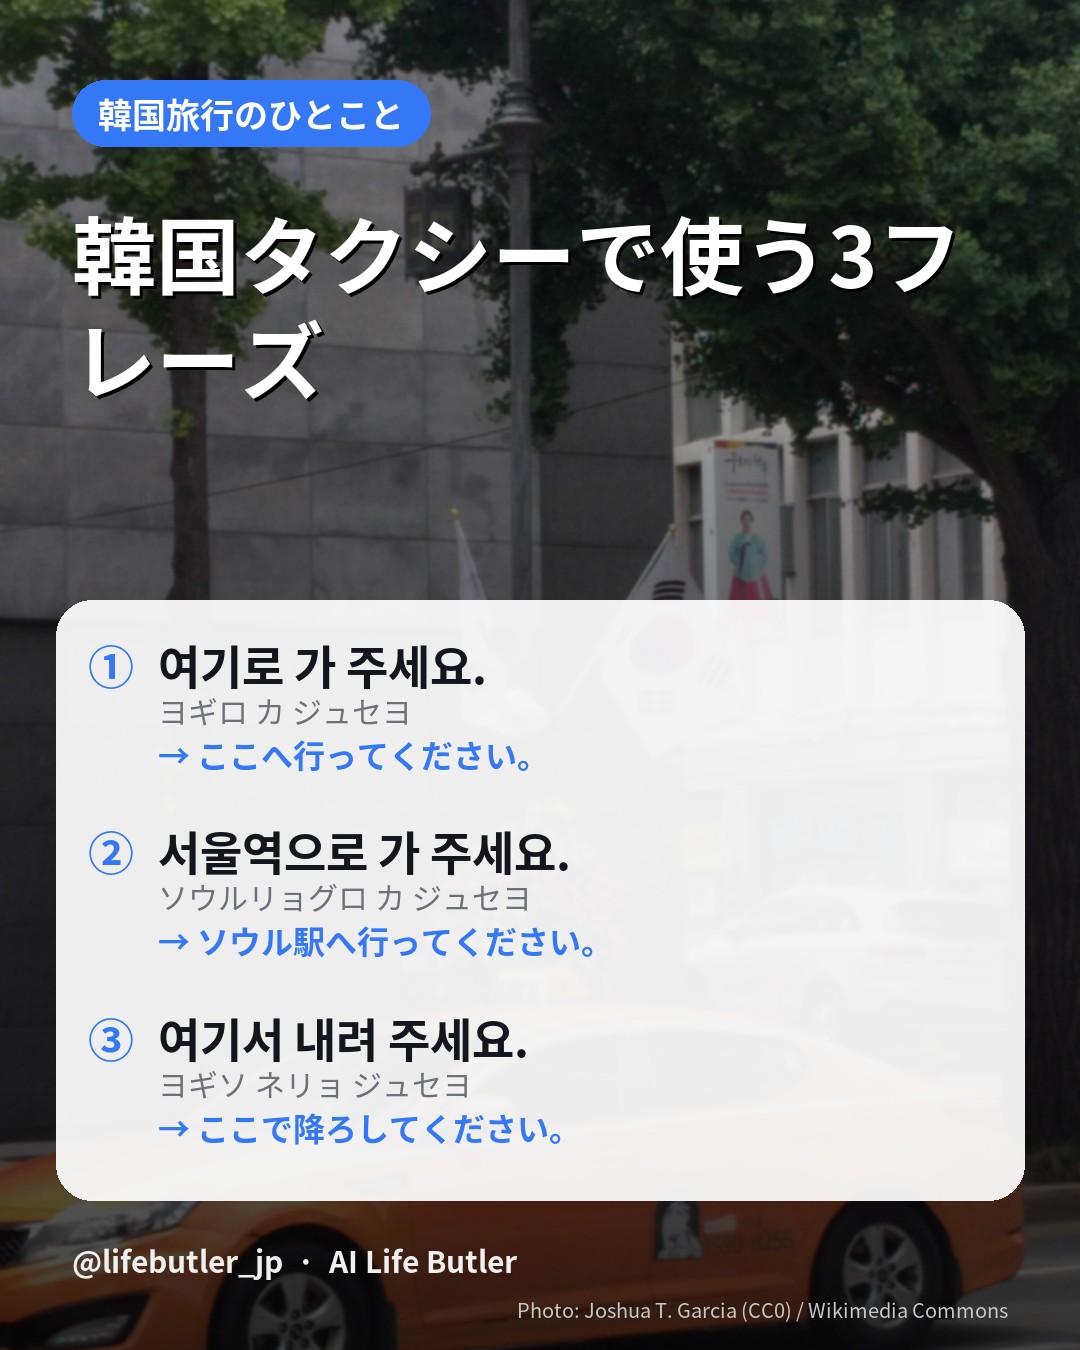 韓国旅行のひとこと
韓国タクシーで使う3フ
レーズ
① 여기로 가 주세요.
ヨギロ カ ジュセヨ
→ ここへ行ってください。
② 서울역으로 가 주세요.
ソウルリョグロ カ ジュセヨ
→ ソウル駅へ行ってください。
③ 여기서 내려 주세요.
ヨギソ ネリョ ジュセヨ
→ ここで降ろしてください。
@lifebutler_jp · AI Life Butler
Photo: Joshua T. Garcia (CC0) / Wikimedia Commons